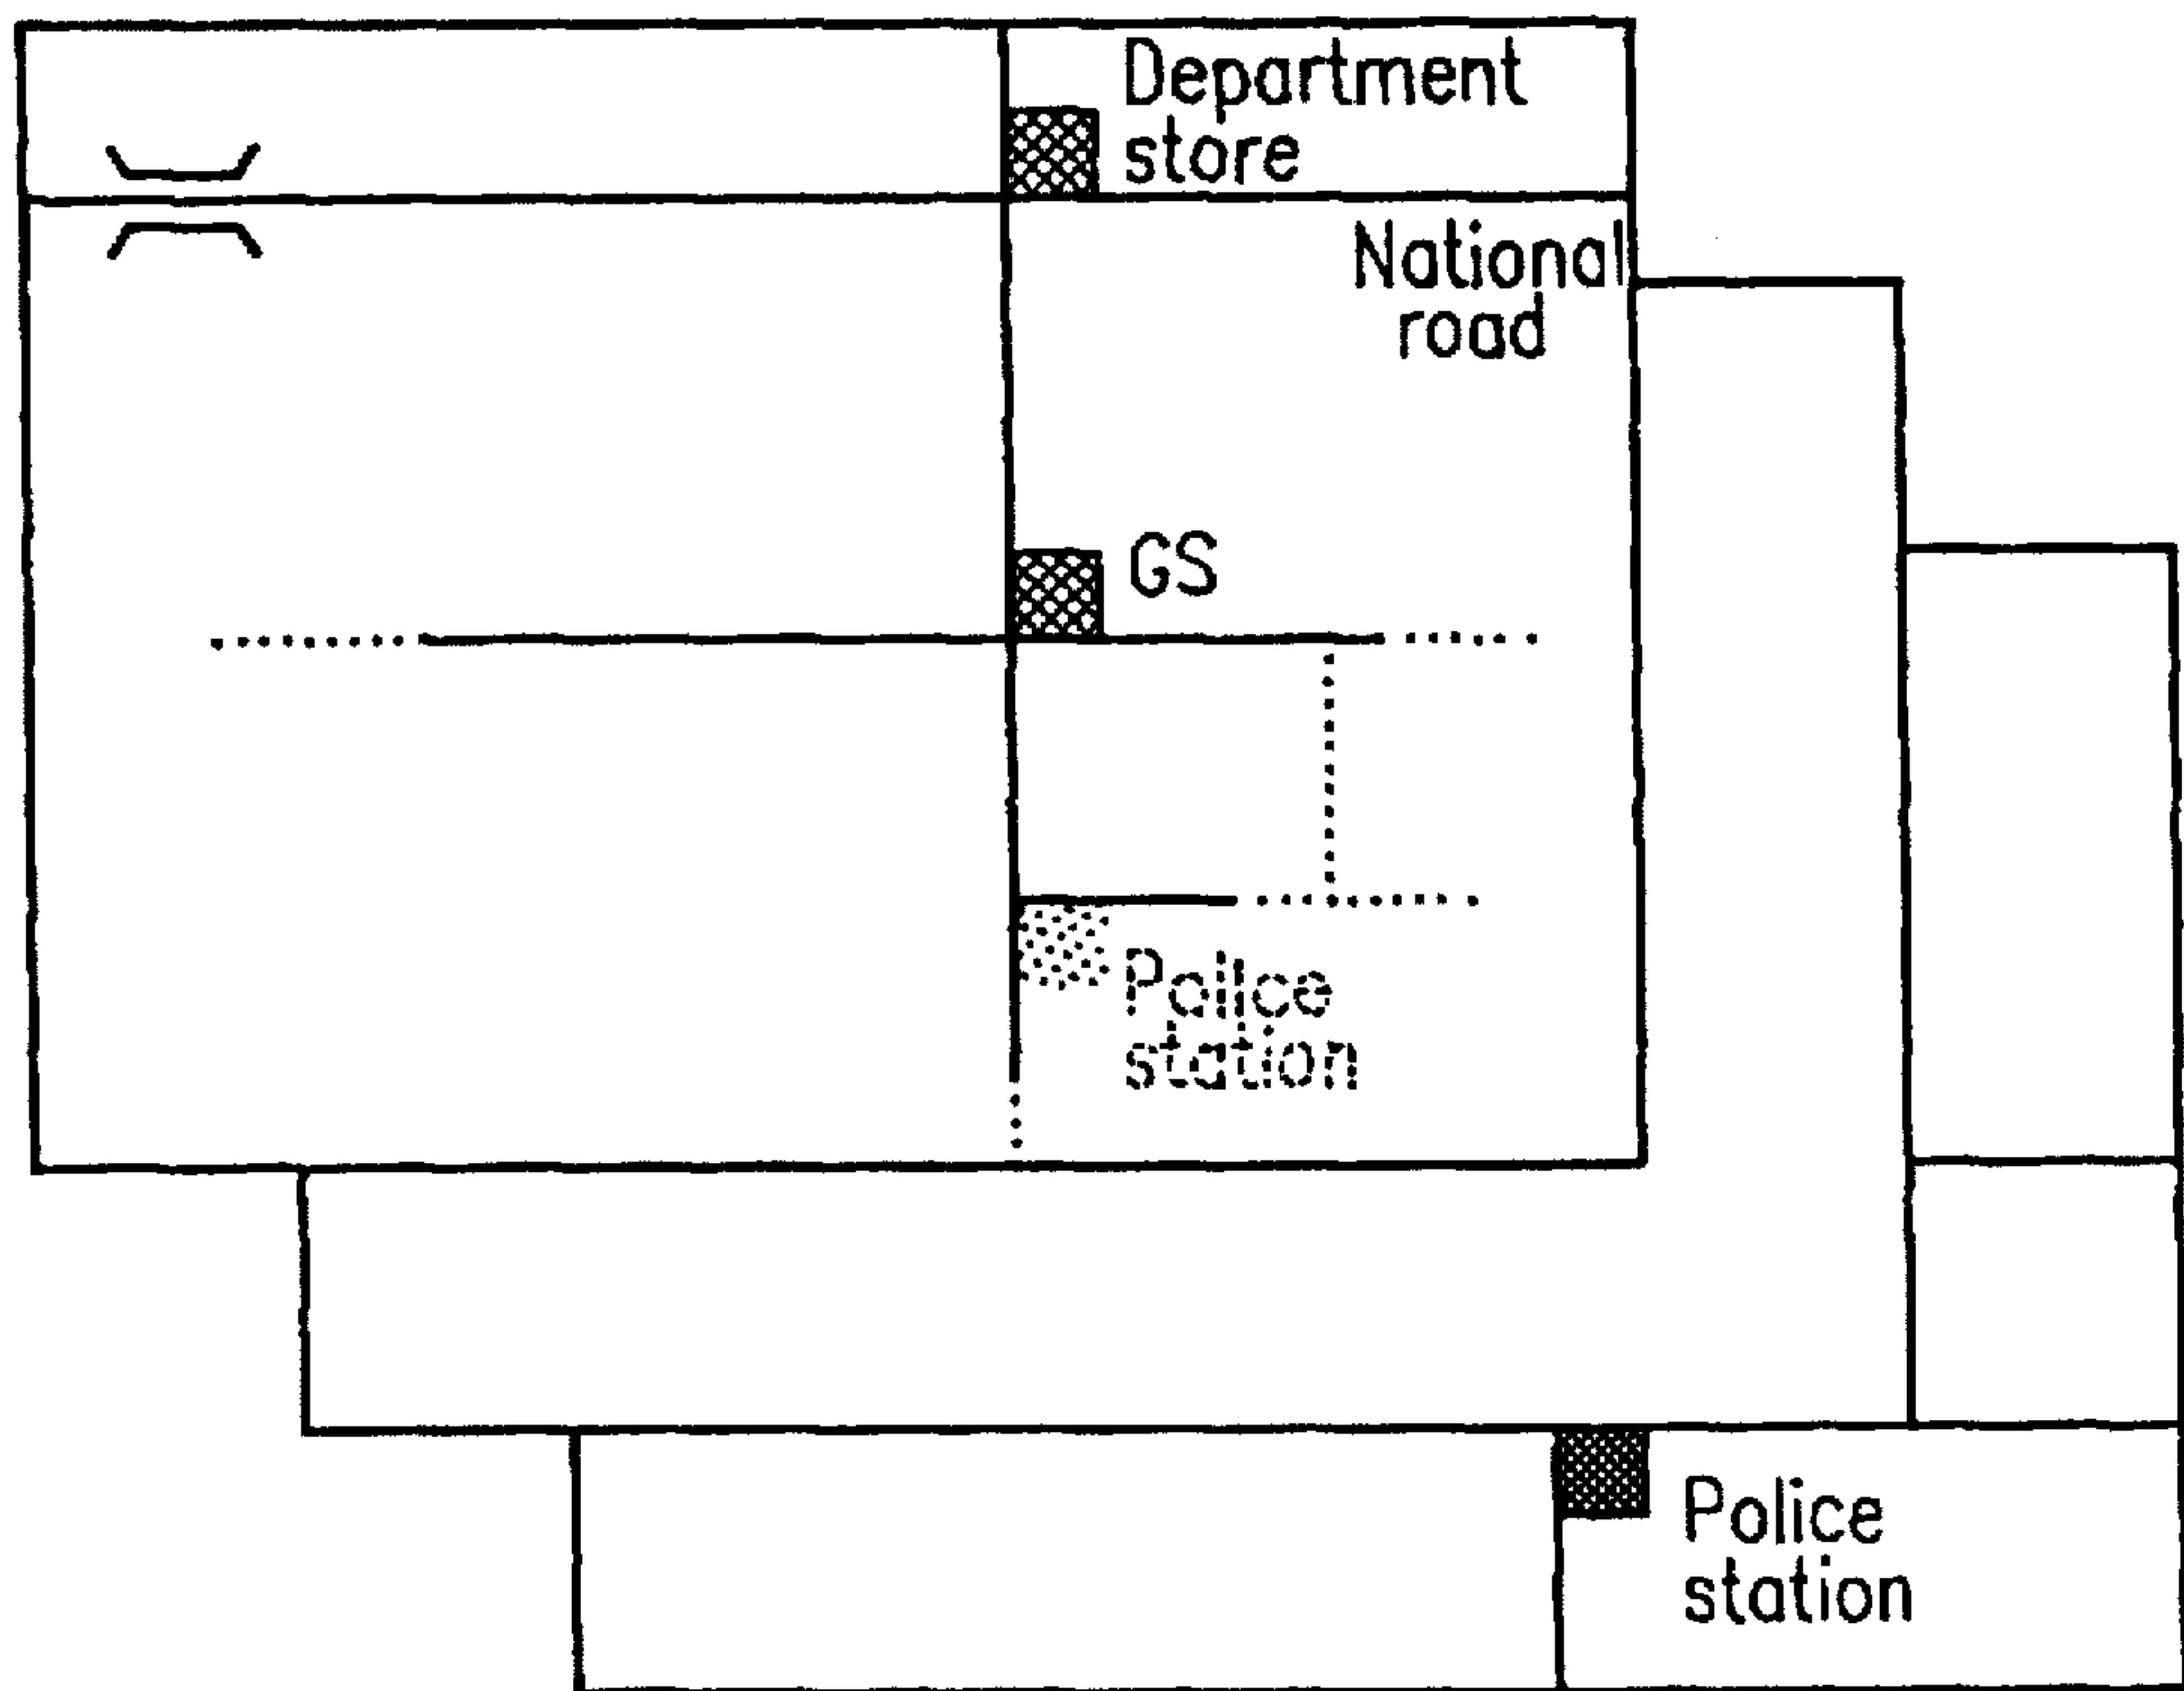 Department
store
National
road
GS
Police
station
Police
station